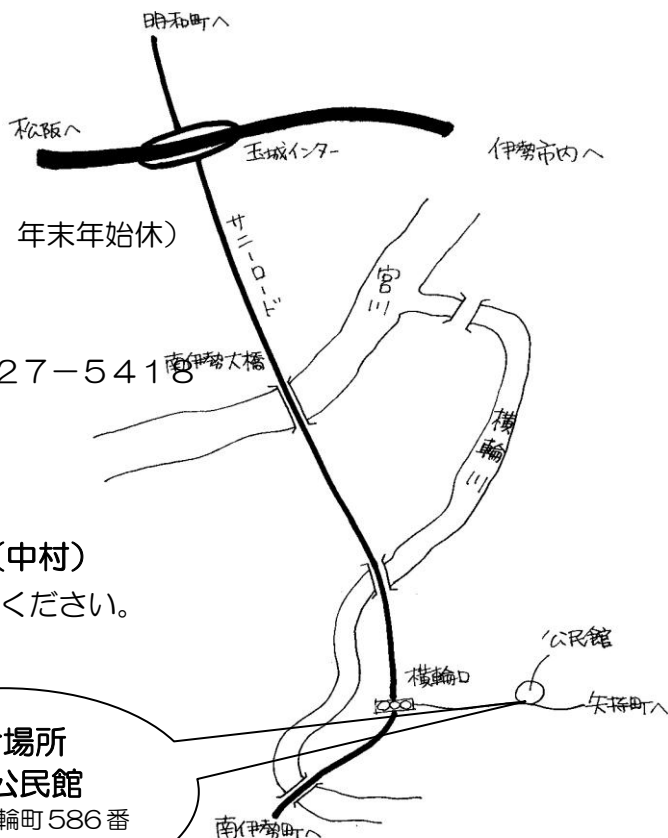 明和町へ
松阪へ
玉城インター
伊勢市内へ
年末年始休）
サニーロード
宮川
27－5418
南伊勢大橋
横輪川
（中村）
ください。
公民館
横輪口
矢持町へ
場所
公民館
輪町586番
南伊勢町へ